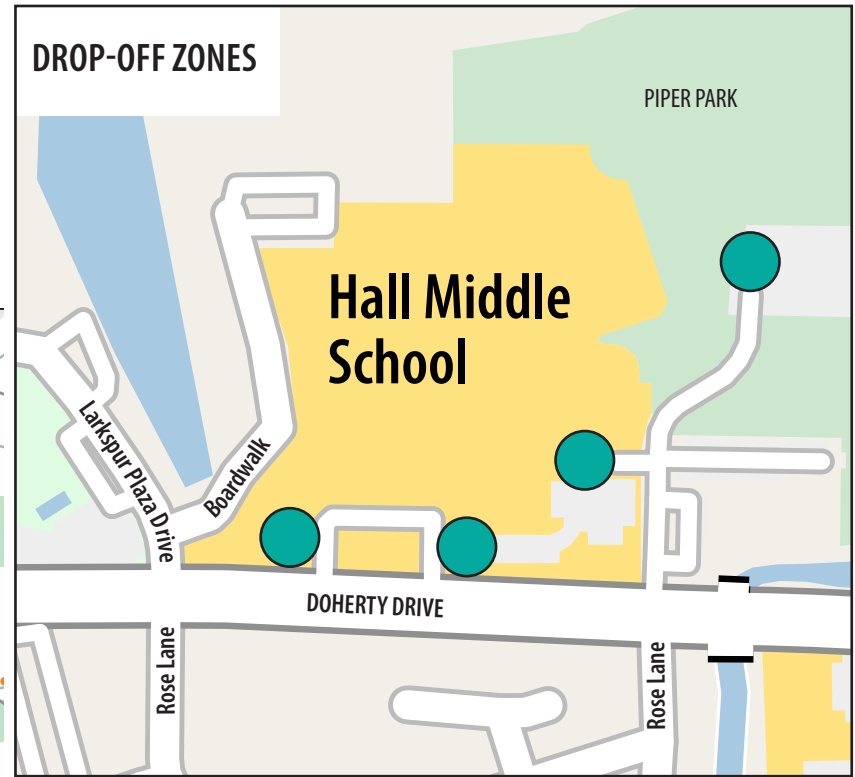 DROP-OFF ZONES
PIPER PARK
Hall Middle
School
Larkspur Plaza Drive
Boardwalk
DOHERTY DRIVE
Rose Lane
Rose Lane